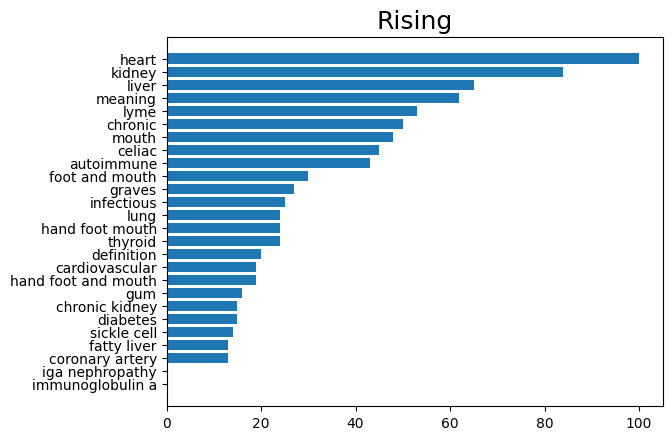 Rising
heart
kidney
liver
meaning
lyme
chronic
mouth
celiac
autoimmune
foot and mouth
graves
infectious
lung
hand foot mouth
thyroid
definition
cardiovascular
hand foot and mouth
gum
chronic kidney
diabetes
sickle cell
fatty liver
coronary artery
iga nephropathy
immunoglobulin a
0 20 40 60 80 100